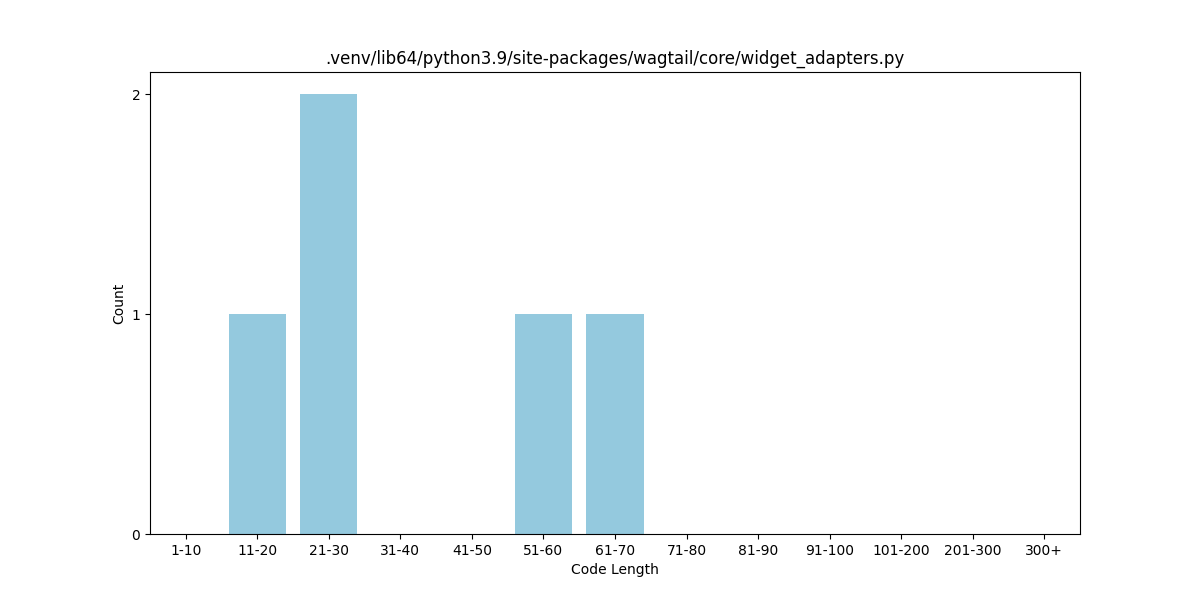 .venv/lib64/python3.9/site-packages/wagtail/core/widget_adapters.py
Count
2
1
0
1-10 11-20 21-30 31-40 41-50 51-60 61-70 71-80 81-90 91-100 101-200 201-300 300+
Code Length